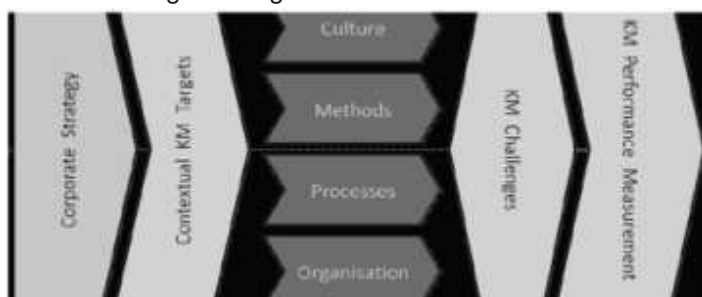 Corporate Strategy
Contextual KM Targets
Culture
Methods
Processes
Organisation
KM Challenges
KM Performance Measurement